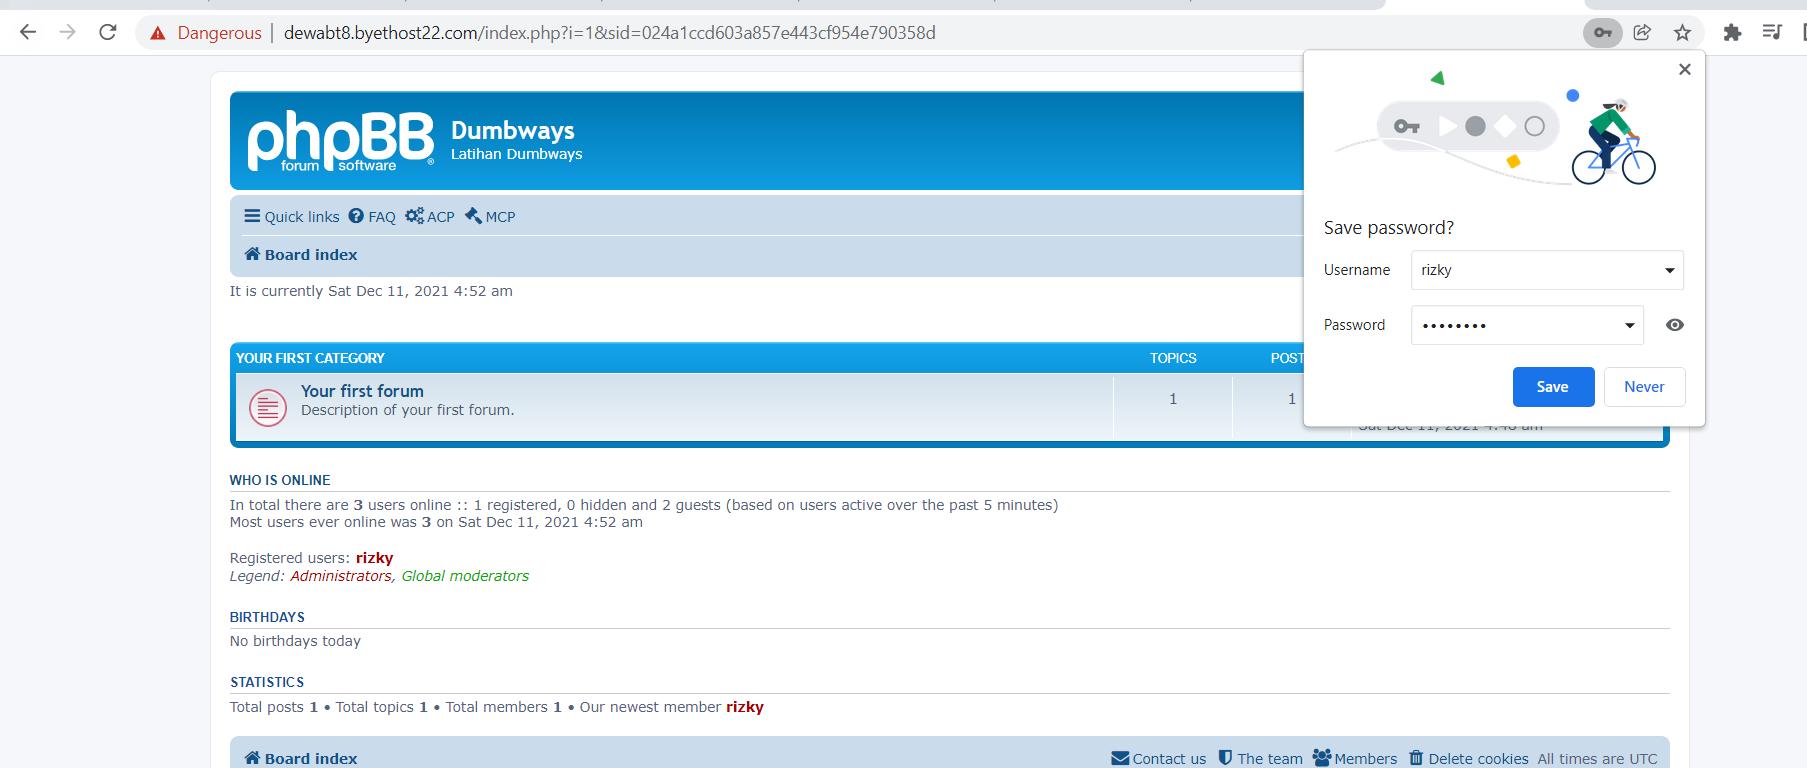 Dangerous | dewabt8.byethost22.com/index.php?i=1&sid=024a1ccd603a857e443cf954e790358d
phpBB® forum software
Dumbways
Latihan Dumbways
Quick links FAQ ACP MCP
Board index
It is currently Sat Dec 11, 2021 4:52 am
YOUR FIRST CATEGORY TOPICS POST
Your first forum
Description of your first forum.
1 1
Save password?
Username rizky
Password ••••••••
Save Never
WHO IS ONLINE
In total there are 3 users online :: 1 registered, 0 hidden and 2 guests (based on users active over the past 5 minutes)
Most users ever online was 3 on Sat Dec 11, 2021 4:52 am
Registered users: rizky
Legend: Administrators, Global moderators
BIRTHDAYS
No birthdays today
STATISTICS
Total posts 1 • Total topics 1 • Total members 1 • Our newest member rizky
Board index Contact us The team Members Delete cookies All times are UTC